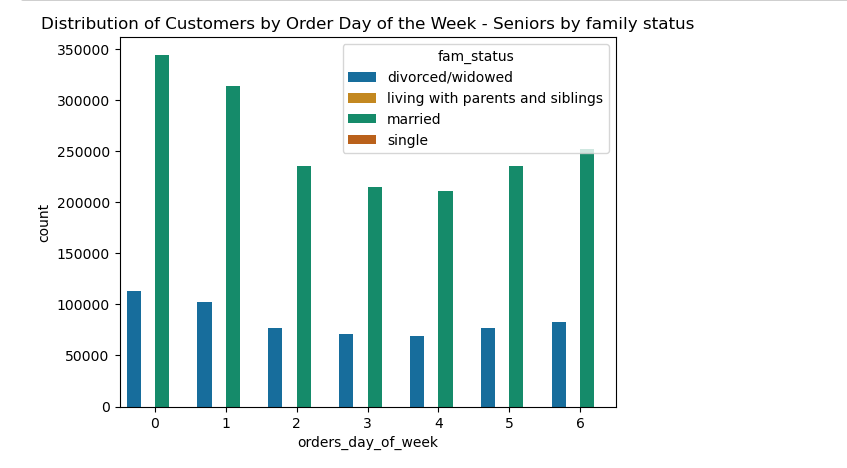 Distribution of Customers by Order Day of the Week - Seniors by family status
fam_status
divorced/widowed
living with parents and siblings
married
single
350000
300000
250000
200000
150000
100000
50000
0
count
0 1 2 3 4 5 6
orders_day_of_week